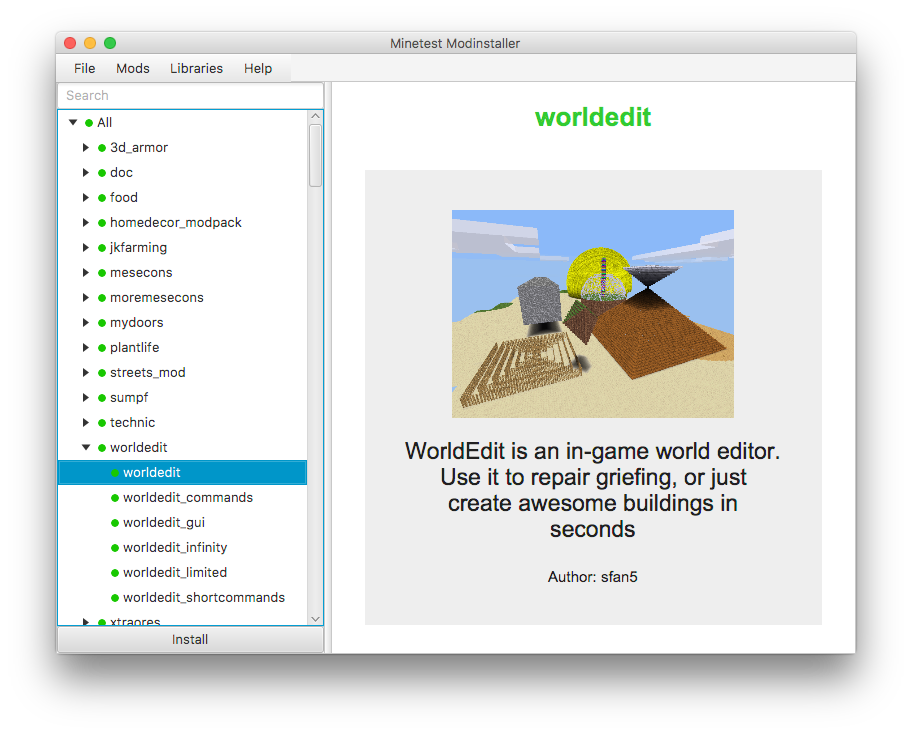 Minetest Modinstaller
File Mods Libraries Help
Search
All
3d_armor
doc
food
homedecor_modpack
jkfarming
mesecons
moremesecons
mydoors
plantlife
streets_mod
sumpf
technic
worldedit
worldedit
worldedit_commands
worldedit_gui
worldedit_infinity
worldedit_limited
worldedit_shortcommands
xtraores
Install
worldedit
WorldEdit is an in-game world editor.
Use it to repair griefing, or just
create awesome buildings in
seconds
Author: sfan5